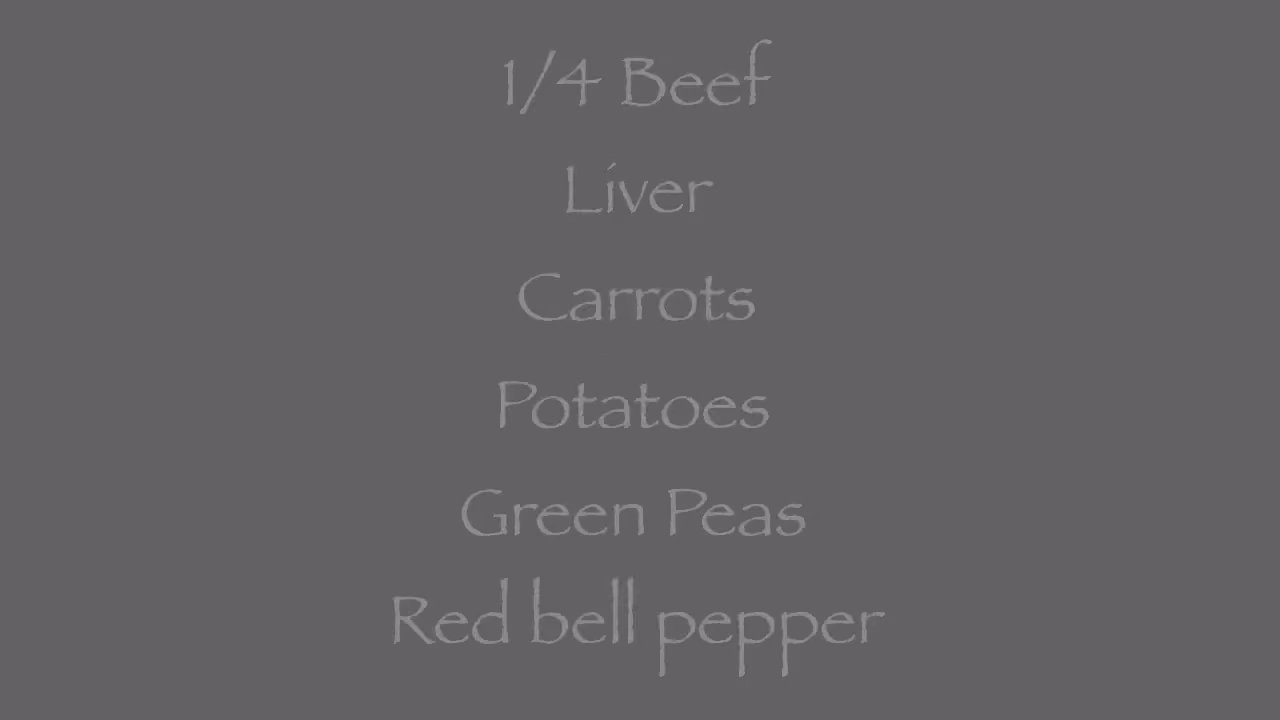 1/4 Beef
Liver
Carrots
Potatoes
Green Peas
Red bell pepper